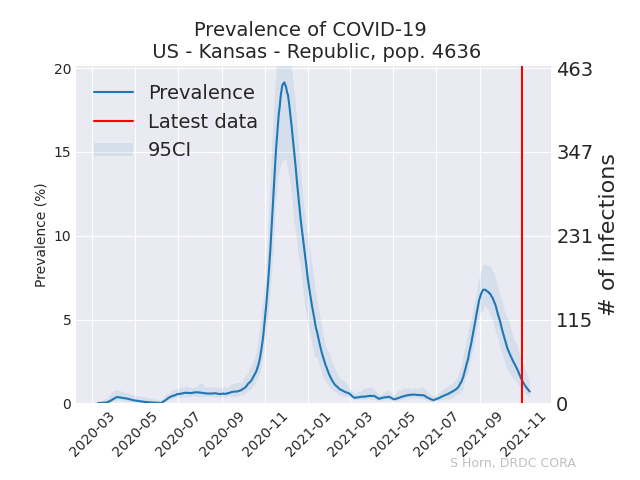 Prevalence of COVID-19
US - Kansas - Republic, pop. 4636
Prevalence
Latest data
95CI
Prevalence (%)
20
15
10
5
0
463
347
231
115
0
# of infections
2020-03
2020-05
2020-07
2020-09
2020-11
2021-01
2021-03
2021-05
2021-07
2021-09
2021-11
S Horn, DRDC CORA